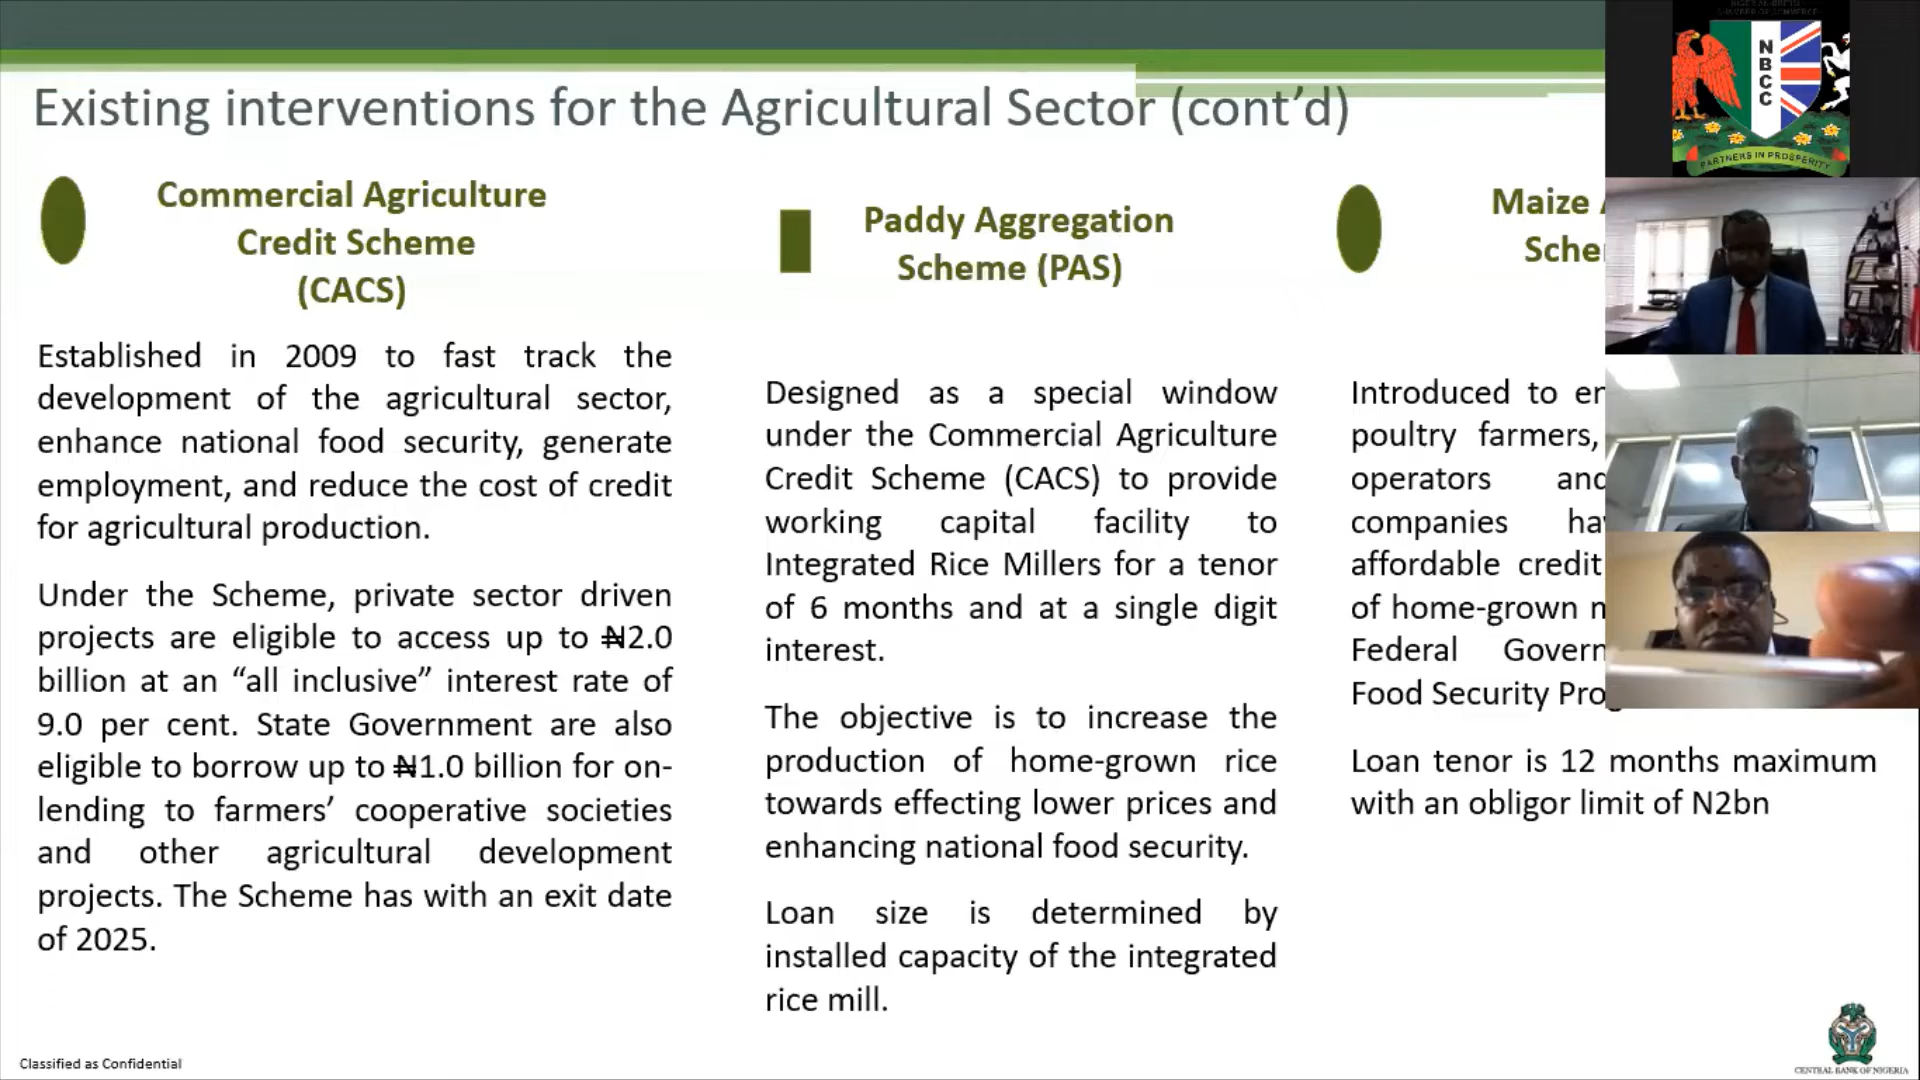 Existing interventions for the Agricultural Sector (cont’d)
Commercial Agriculture
Credit Scheme
(CACS)
Established in 2009 to fast track the
development of the agricultural sector,
enhance national food security, generate
employment, and reduce the cost of credit
for agricultural production.
Under the Scheme, private sector driven
projects are eligible to access up to ₦2.0
billion at an “all inclusive” interest rate of
9.0 per cent. State Government are also
eligible to borrow up to ₦1.0 billion for on-
lending to farmers’ cooperative societies
and other agricultural development
projects. The Scheme has with an exit date
of 2025.
Paddy Aggregation
Scheme (PAS)
Designed as a special window
under the Commercial Agriculture
Credit Scheme (CACS) to provide
working capital facility to
Integrated Rice Millers for a tenor
of 6 months and at a single digit
interest.
The objective is to increase the
production of home-grown rice
towards effecting lower prices and
enhancing national food security.
Loan size is determined by
installed capacity of the integrated
rice mill.
Maize
Introduced to
poultry farmers,
operators
companies
affordable credit
of home-grown
Federal
Food Security
Loan tenor is 12 months maximum
with an obligor limit of N2bn
NBCC
PARTNERS IN PROSPERITY
Classified as Confidential
CENTRAL BANK OF NIGERIA